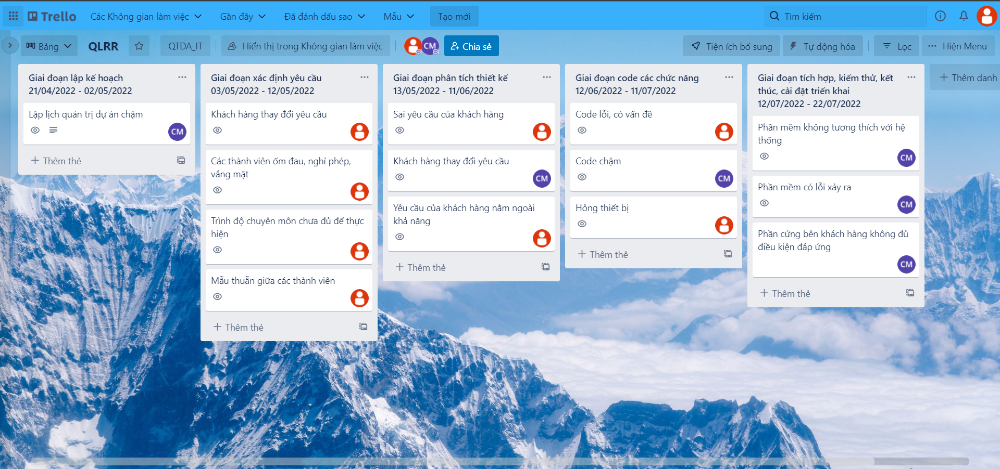 Trello
Các Không gian làm việc
Gần đây
Đã đánh dấu sao
Mẫu
Tạo mới
Tìm kiếm
Bảng
QLRR
QTDA_IT
Hiển thị trong Không gian làm việc
CM
Chia sẻ
Tiện ích bổ sung
Tự động hóa
Lọc
Hiện Menu
Giai đoạn lập kế hoạch
21/04/2022 - 02/05/2022
Lập lịch quản trị dự án chậm
CM
Thêm thẻ
Giai đoạn xác định yêu cầu
03/05/2022 - 12/05/2022
Khách hàng thay đổi yêu cầu
Các thành viên ốm đau, nghỉ phép,
vắng mặt
Trình độ chuyên môn chưa đủ để thực
hiện
Mẫu thuẫn giữa các thành viên
Thêm thẻ
Giai đoạn phân tích thiết kế
13/05/2022 - 11/06/2022
Sai yêu cầu của khách hàng
Khách hàng thay đổi yêu cầu
CM
Yêu cầu của khách hàng nằm ngoài
khả năng
Thêm thẻ
Giai đoạn code các chức năng
12/06/2022 - 11/07/2022
Code lỗi, có vấn đề
Code chậm
CM
Hỏng thiết bị
Thêm thẻ
Giai đoạn tích hợp, kiểm thử, kết
thúc, cài đặt triển khai
12/07/2022 - 22/07/2022
Phần mềm không tương thích với hệ
thống
CM
Phần mềm có lỗi xảy ra
CM
Phần cứng bên khách hàng không đủ
điều kiện đáp ứng
CM
Thêm thẻ
Thêm danh